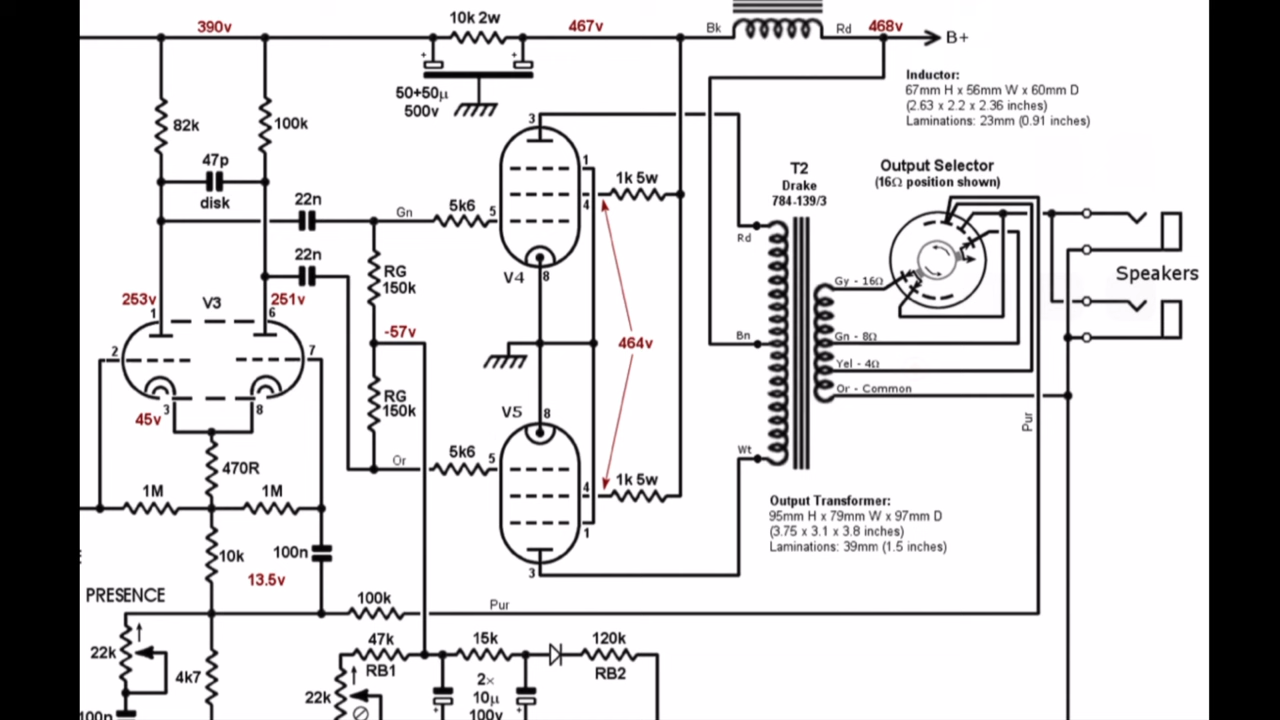 390v
10k 2w
467v
Bk
Rd
468v
B+
50+50µ
500v
Inductor:
67mm H x 56mm W x 60mm D
(2.63 x 2.2 x 2.36 inches)
Laminations: 23mm (0.91 inches)
82k
100k
47p
disk
3
1
4
1k 5w
T2
Drake
784-139/3
Output Selector
(16Ω position shown)
22n
Gn
5k6
5
22n
RG
150k
V4
8
Rd
Gy - 16Ω
Speakers
253v
V3
251v
1
6
-57v
464v
Bn
Gn - 8Ω
2
7
Yel - 4Ω
Or - Common
45v
3
8
RG
150k
V5
8
Pur
470R
Or
5k6
5
Wt
1M
1M
4
1k 5w
1
Output Transformer:
95mm H x 79mm W x 97mm D
(3.75 x 3.1 x 3.8 inches)
Laminations: 39mm (1.5 inches)
10k
100n
13.5v
3
PRESENCE
100k
Pur
22k
4k7
47k
RB1
15k
120k
RB2
22k
2×
10µ
100v
100p